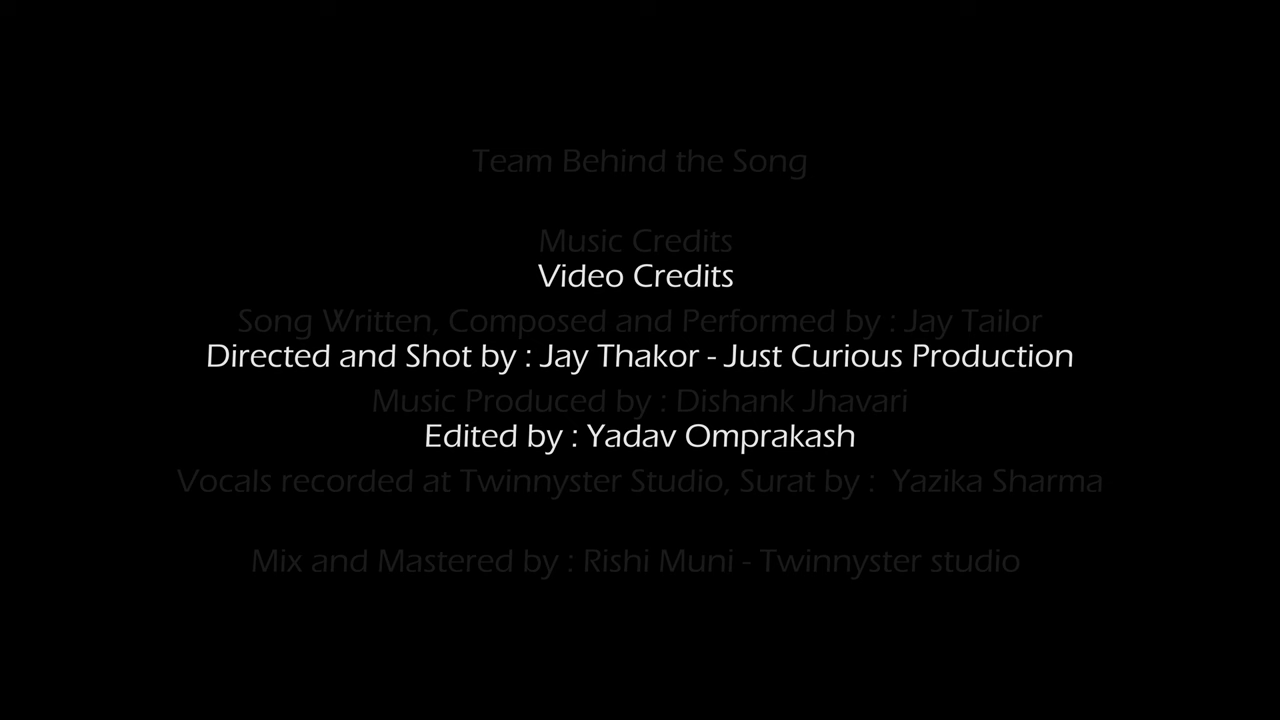 Team Behind the Song
Music Credits
Video Credits
Song Written, Composed and Performed by : Jay Tailor
Directed and Shot by : Jay Thakor - Just Curious Production
Music Produced by : Dishank Jhavari
Edited by : Yadav Omprakash
Vocals recorded at Twinnyster Studio, Surat by :  Yazika Sharma
Mix and Mastered by : Rishi Muni - Twinnyster studio